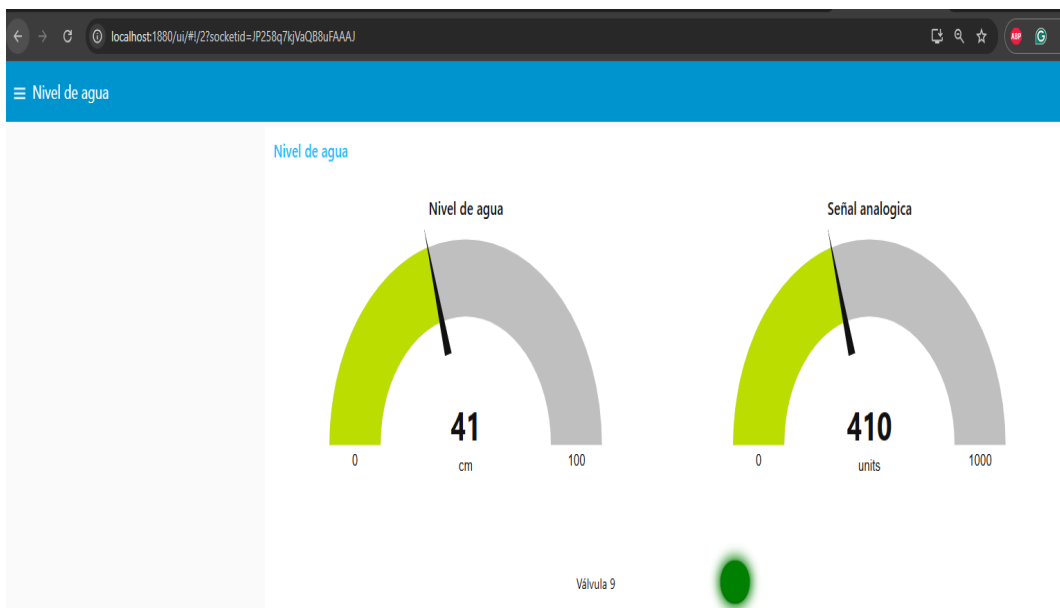 localhost:1880/ui/#!/2?socketid=JP258q7kjVaQB8uFAAAJ
ABP
Nivel de agua
Nivel de agua
Nivel de agua
Señal analogica
41
cm
0
100
410
units
0
1000
Válvula 9